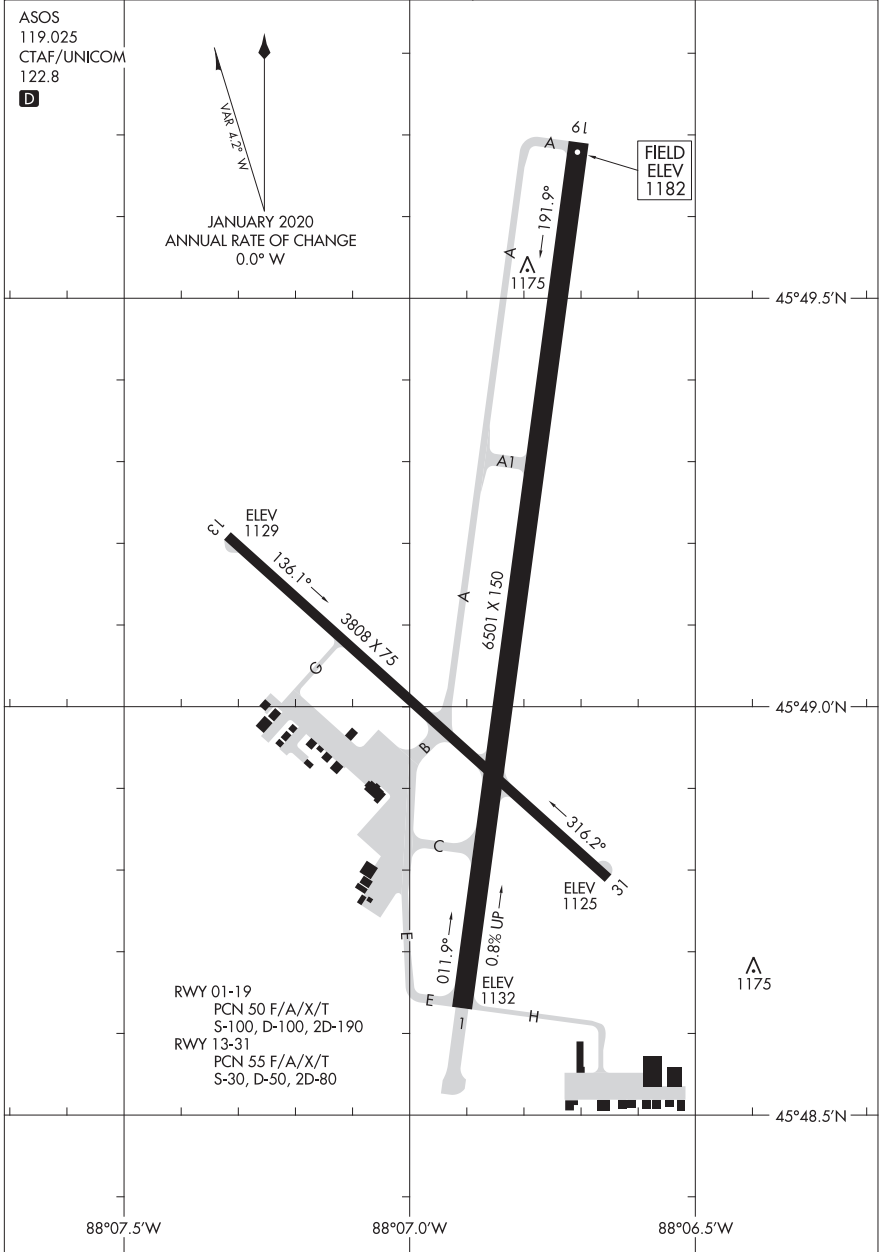 ASOS
119.025
CTAF/UNICOM
122.8
D
VAR 4.2° W
JANUARY 2020
ANNUAL RATE OF CHANGE
0.0° W
19
A
FIELD
ELEV
1182
191.9°
A
1175
45°49.5'N
A1
ELEV
1129
13
136.1°
3808 X 75
6501 X 150
A
G
45°49.0'N
B
C
316.2°
31
ELEV
1125
E
011.9°
0.8% UP
1175
ELEV
1132
E
H
1
RWY 01-19
PCN 50 F/A/X/T
S-100, D-100, 2D-190
RWY 13-31
PCN 55 F/A/X/T
S-30, D-50, 2D-80
45°48.5'N
88°07.5'W
88°07.0'W
88°06.5'W